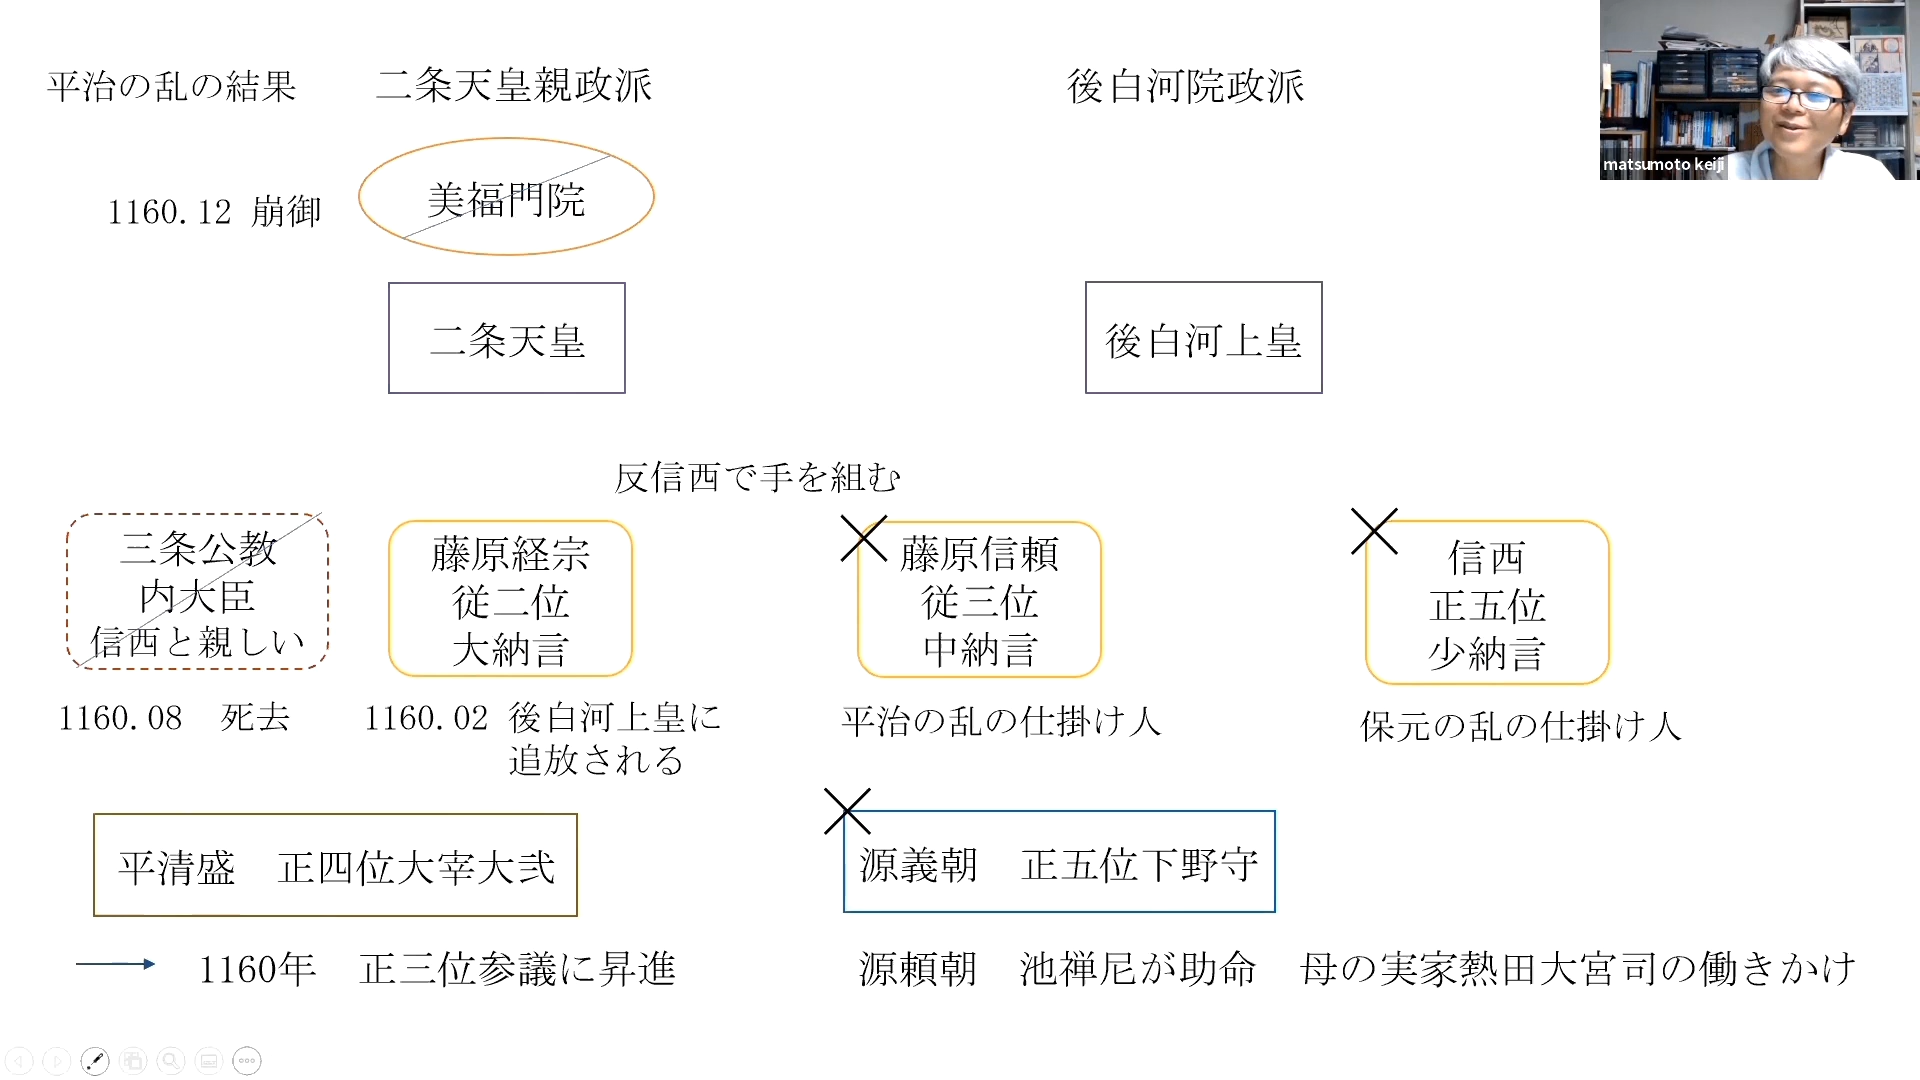 平治の乱の結果
二条天皇親政派
後白河院政派
matsumoto keiji
1160.12 崩御
美福門院
二条天皇
後白河上皇
反信西で手を組む
三条公教
内大臣
信西と親しい
藤原経宗
従二位
大納言
藤原信頼
従三位
中納言
信西
正五位
少納言
1160.08 死去
1160.02 後白河上皇に
追放される
平治の乱の仕掛け人
保元の乱の仕掛け人
平清盛 正四位大宰大弐
源義朝 正五位下野守
1160年 正三位参議に昇進
源頼朝 池禅尼が助命 母の実家熱田大宮司の働きかけ